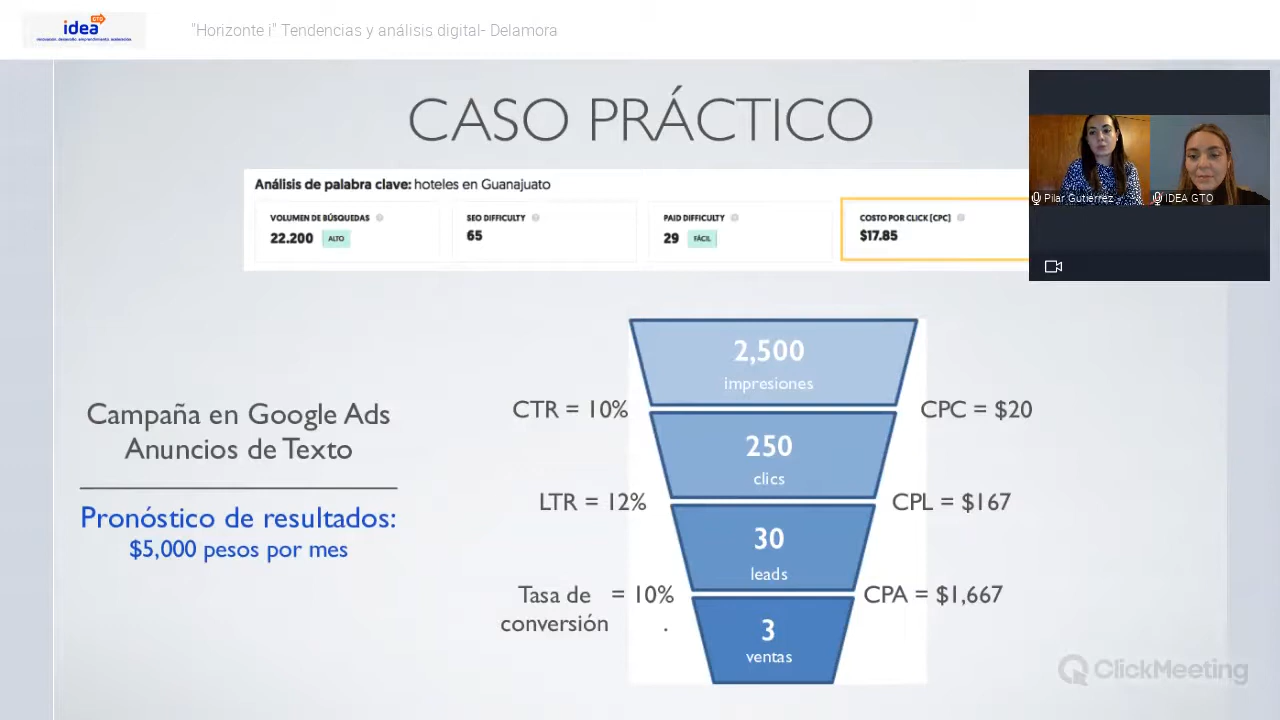 idea GTO
"Horizonte i" Tendencias y análisis digital- Delamora
CASO PRÁCTICO
Análisis de palabra clave: hoteles en Guanajuato
VOLUMEN DE BÚSQUEDAS
22.200 ALTO
SEO DIFFICULTY
65
PAID DIFFICULTY
29 FÁCIL
COSTO POR CLICK [CPC]
$17.85
Pilar Gutiérrez
IDEA GTO
Campaña en Google Ads
Anuncios de Texto
Pronóstico de resultados:
$5,000 pesos por mes
2,500
impresiones
CTR = 10%
CPC = $20
250
clics
LTR = 12%
CPL = $167
30
leads
Tasa de = 10%
conversión .
CPA = $1,667
3
ventas
ClickMeeting